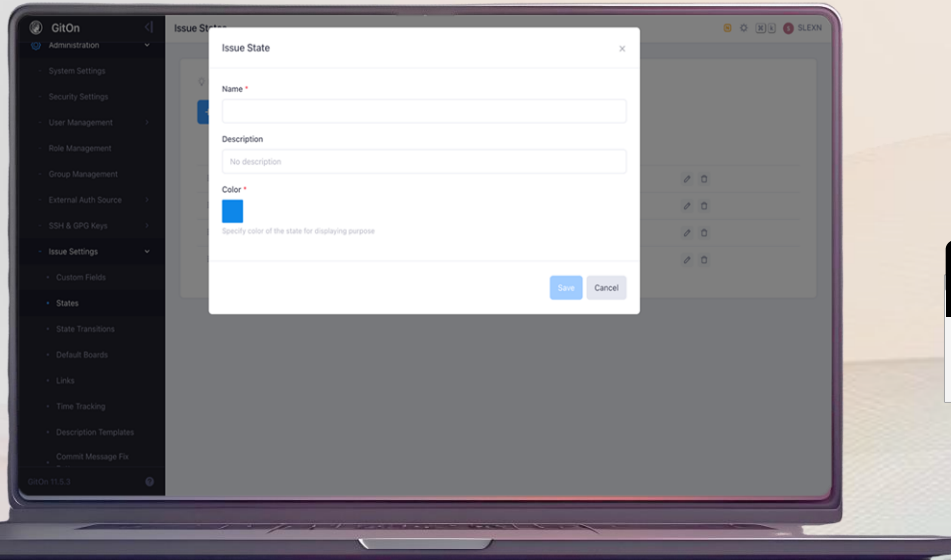 GitOn
Issue St
SLEXN
Administration
System Settings
Security Settings
User Management
Role Management
Group Management
External Auth Source
SSH & GPG Keys
Issue Settings
Custom Fields
States
State Transitions
Default Boards
Links
Time Tracking
Description Templates
Commit Message Fix
GitOn 11.5.3
Issue State
Name *
Description
No description
Color *
Specify color of the state for displaying purpose
Save
Cancel